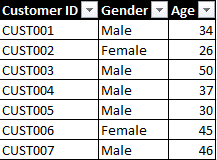 Customer ID Gender Age
CUST001 Male 34
CUST002 Female 26
CUST003 Male 50
CUST004 Male 37
CUST005 Male 30
CUST006 Female 45
CUST007 Male 46